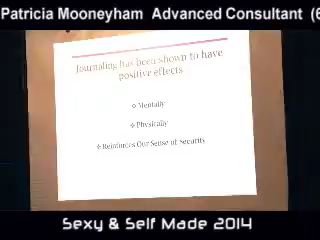 Patricia Mooneyham Advanced Consultant (6
Journaling has been shown to have
positive effects
❖Mentally
❖Physically
❖Reinforces Our Sense of Security
Sexy & Self Made 2014